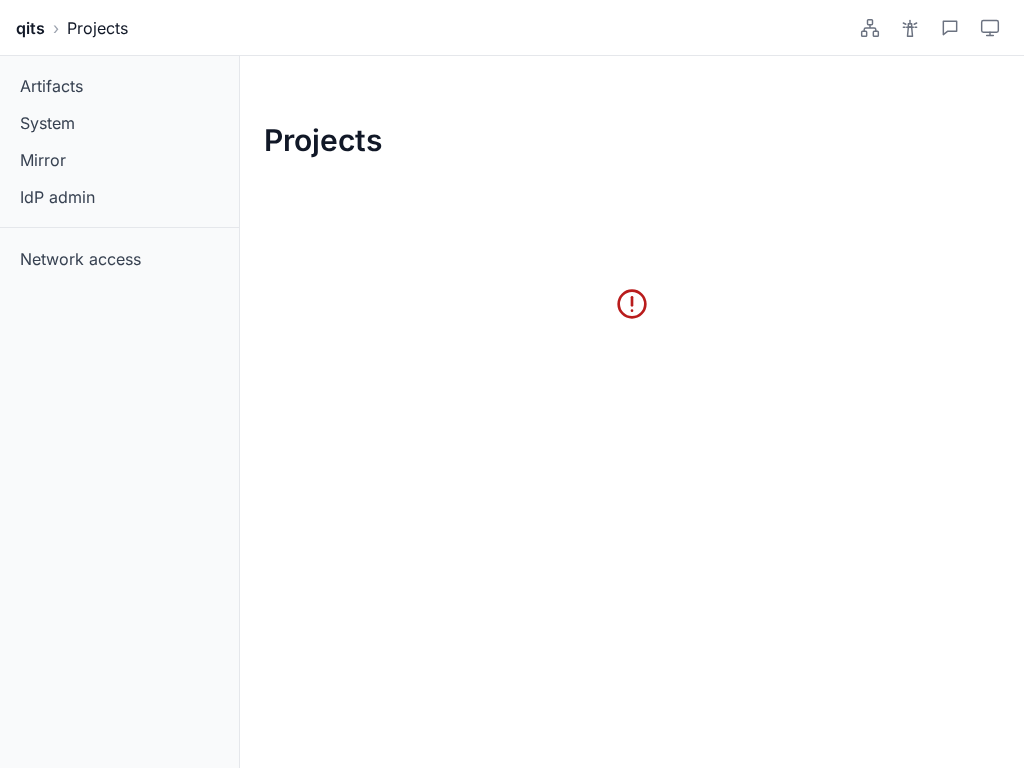 qits › Projects
Artifacts
System
Mirror
IdP admin
Network access
Projects